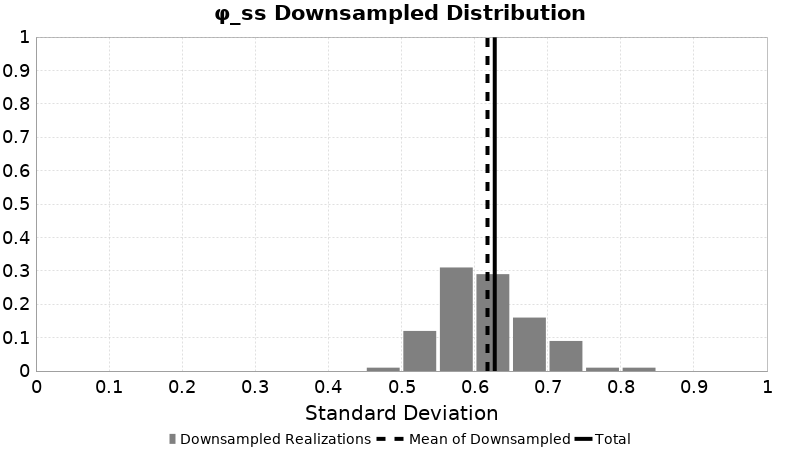 φ_ss Downsampled Distribution
1
0.9
0.8
0.7
0.6
0.5
0.4
0.3
0.2
0.1
0
0 0.1 0.2 0.3 0.4 0.5 0.6 0.7 0.8 0.9 1
Standard Deviation
Downsampled Realizations Mean of Downsampled Total